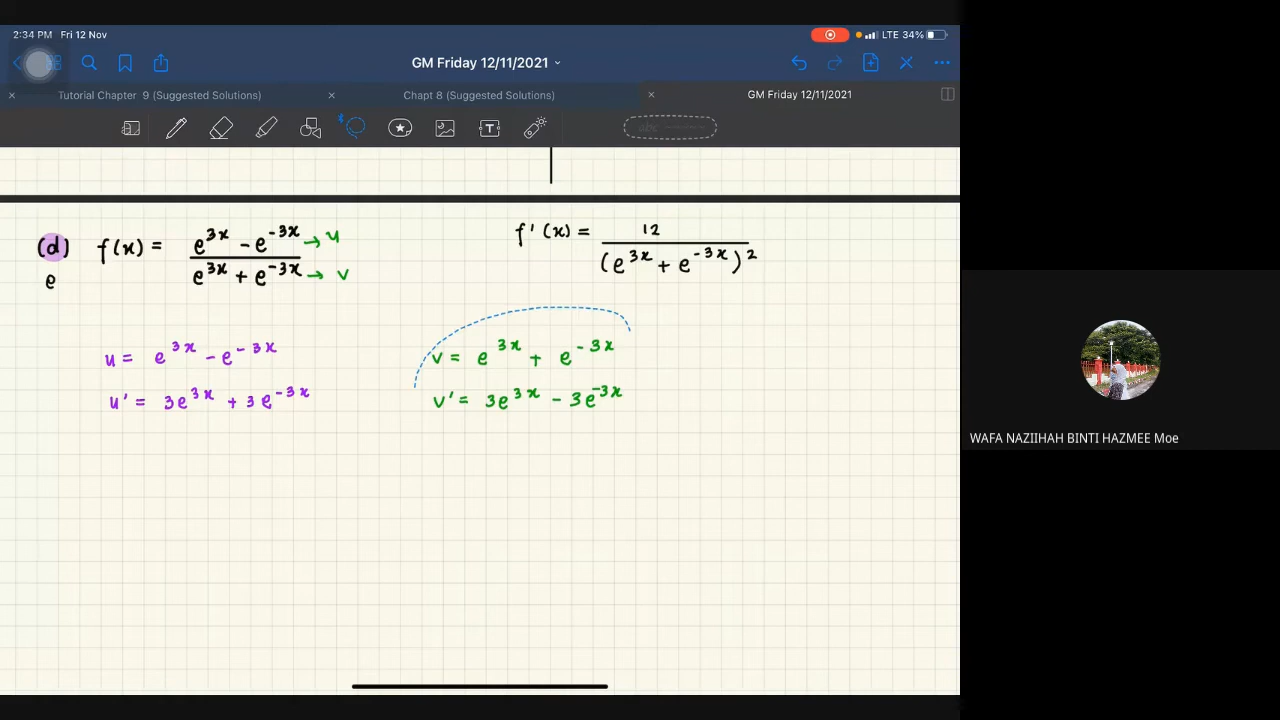 2:34 PM Fri 12 Nov
LTE 34%
GM Friday 12/11/2021
Tutorial Chapter 9 (Suggested Solutions)
Chapt 8 (Suggested Solutions)
GM Friday 12/11/2021
T
abc
(d) f(x) = (e^{3x} - e^{-3x}) / (e^{3x} + e^{-3x}) → u → v
f'(x) = 12 / (e^{3x} + e^{-3x})^2
e
u = e^{3x} - e^{-3x}
u' = 3e^{3x} + 3e^{-3x}
v = e^{3x} + e^{-3x}
v' = 3e^{3x} - 3e^{-3x}
WAFA NAZIIHAH BINTI HAZMEE Moe